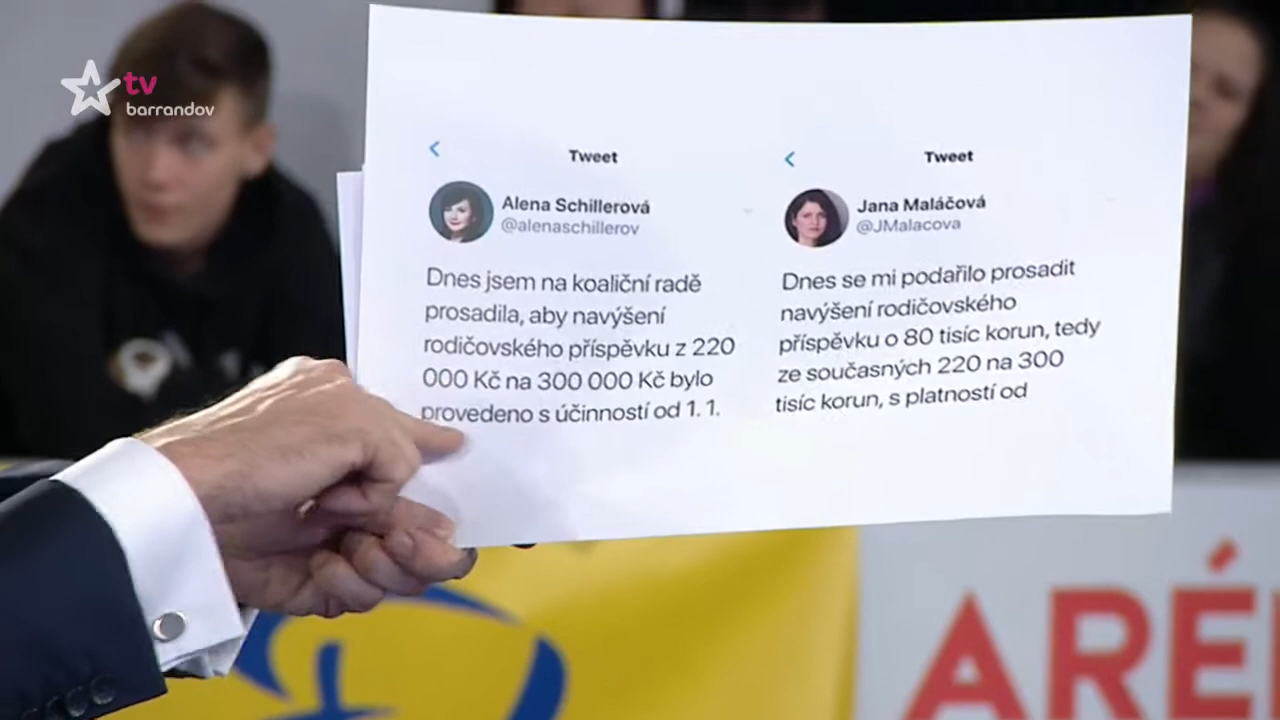 tv
barrandov
Tweet
Alena Schillerová
@alenaschillerov
Dnes jsem na koaliční radě
prosadila, aby navýšení
rodičovského příspěvku z 220
000 Kč na 300 000 Kč bylo
provedeno s účinností od 1. 1.
Tweet
Jana Maláčová
@JMalacova
Dnes se mi podařilo prosadit
navýšení rodičovského
příspěvku o 80 tisíc korun, tedy
ze současných 220 na 300
tisíc korun, s platností od
ARÉ